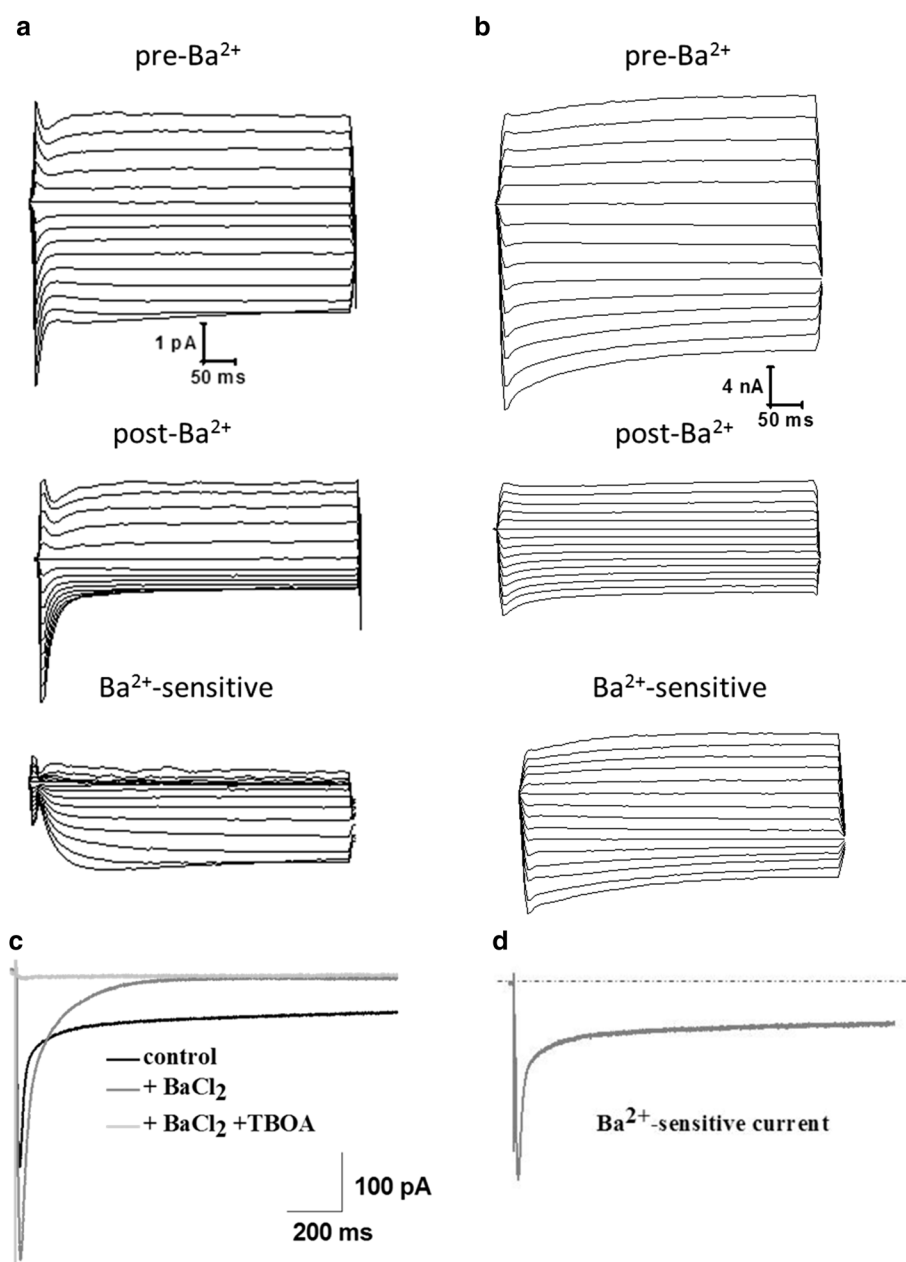 a
pre-Ba²⁺
1 pA
50 ms
post-Ba²⁺
Ba²⁺-sensitive
b
pre-Ba²⁺
4 nA
50 ms
post-Ba²⁺
Ba²⁺-sensitive
c
control
+ BaCl₂
+ BaCl₂ +TBOA
100 pA
200 ms
d
Ba²⁺-sensitive current